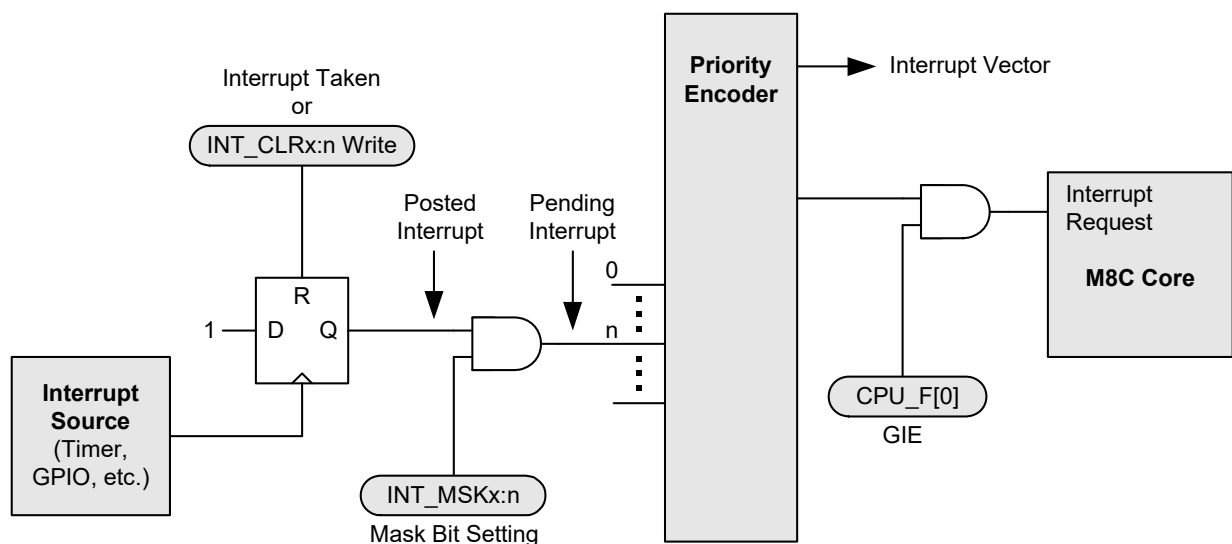 Interrupt Taken
or
INT_CLRx:n Write
Posted
Interrupt
Pending
Interrupt
Priority
Encoder
Interrupt Vector
Interrupt
Request
M8C Core
R
1
D
Q
0
n
Interrupt
Source
(Timer,
GPIO, etc.)
INT_MSKx:n
Mask Bit Setting
CPU_F[0]
GIE